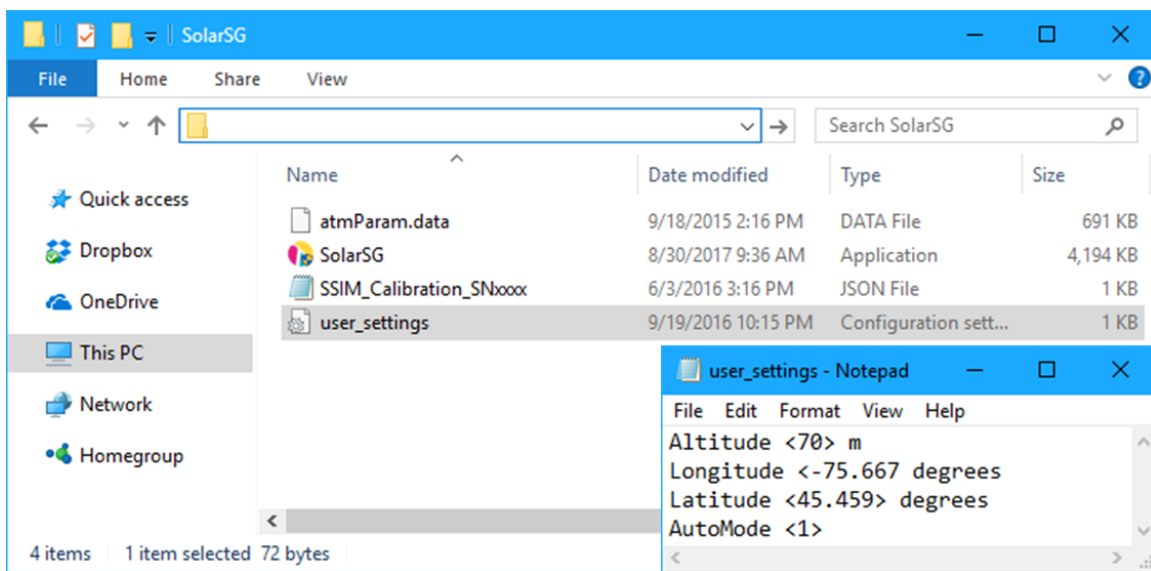 SolarSG
File Home Share View
Search SolarSG
Name Date modified Type Size
Quick access
Dropbox
OneDrive
This PC
Network
Homegroup
atmParam.data 9/18/2015 2:16 PM DATA File 691 KB
SolarSG 8/30/2017 9:36 AM Application 4,194 KB
SSIM_Calibration_SNxxxx 6/3/2016 3:16 PM JSON File 1 KB
user_settings 9/19/2016 10:15 PM Configuration sett... 1 KB
user_settings - Notepad
File Edit Format View Help
Altitude <70> m
Longitude <-75.667 degrees
Latitude <45.459> degrees
AutoMode <1>
4 items 1 item selected 72 bytes